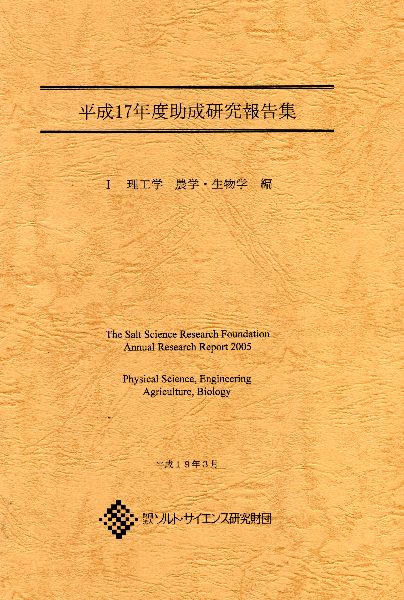 平成17年度助成研究報告集
I 理工学 農学・生物学 編
The Salt Science Research Foundation
Annual Research Report 2005
Physical Science, Engineering
Agriculture, Biology
平成19年3月
財団法人ソルト・サイエンス研究財団